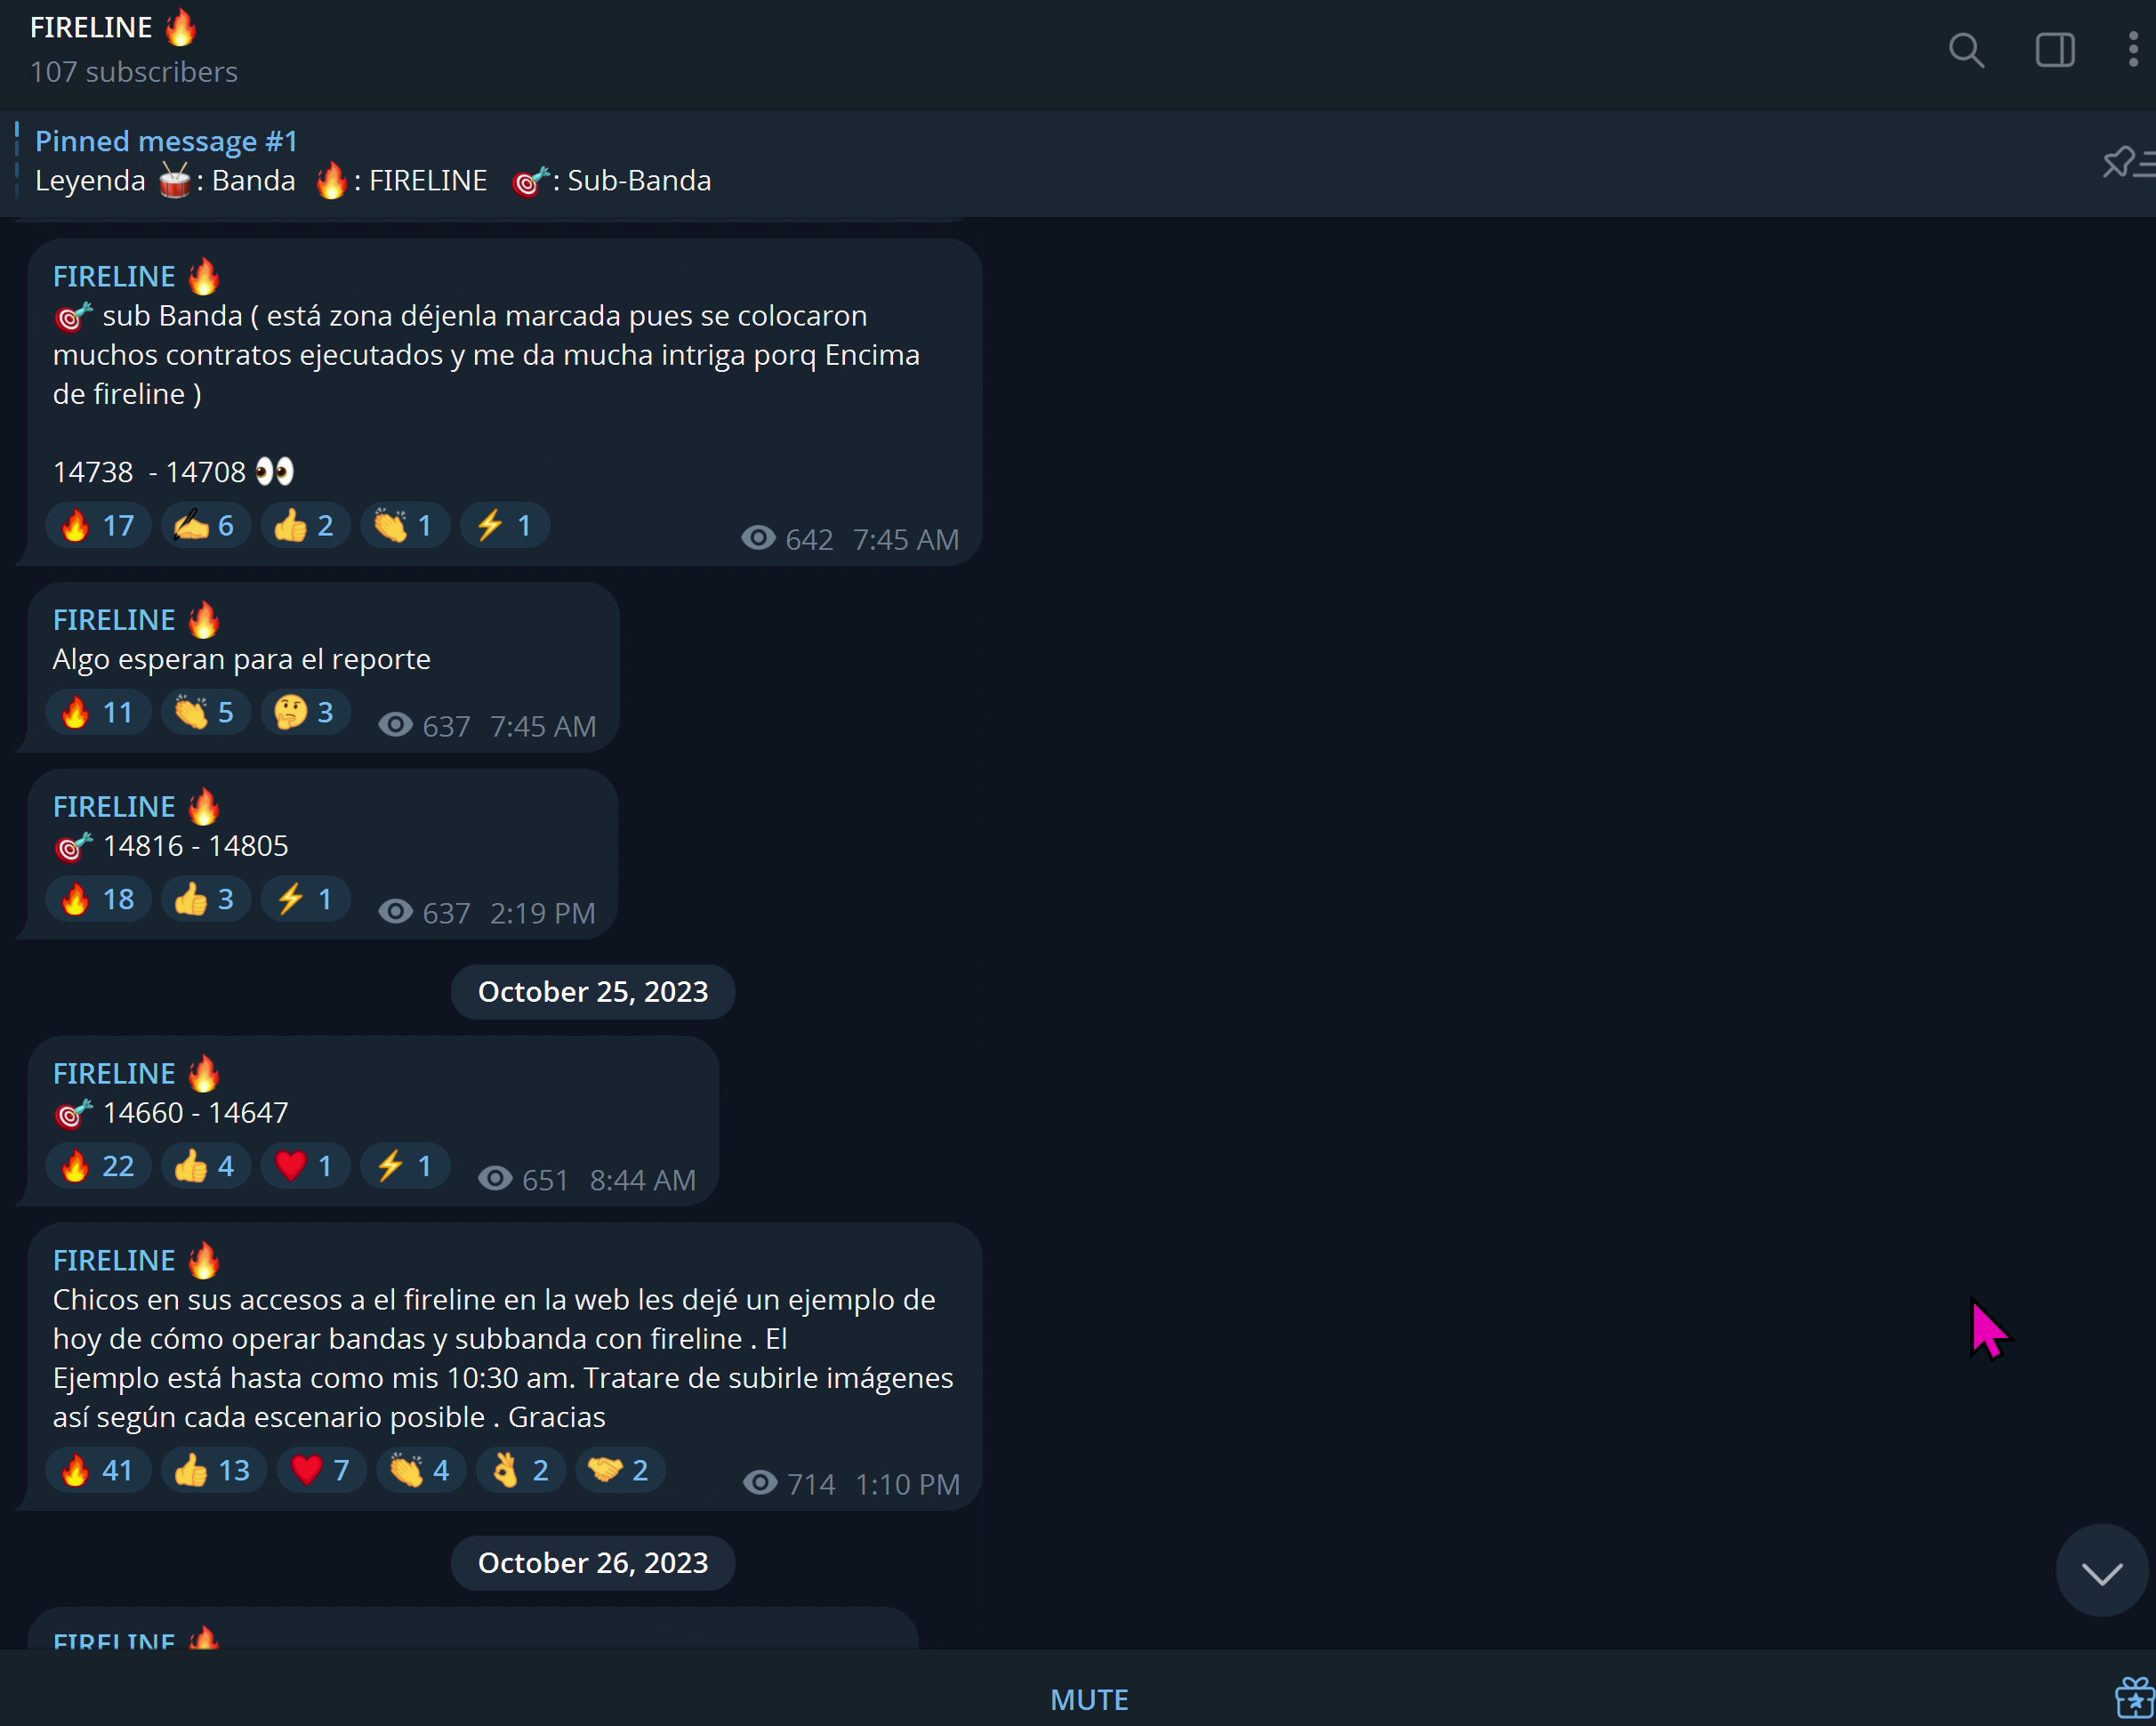 FIRELINE 🔥
107 subscribers
Pinned message #1
Leyenda 🥁: Banda 🔥: FIRELINE 🎯: Sub-Banda
FIRELINE 🔥
🎯 sub Banda ( está zona déjenla marcada pues se colocaron
muchos contratos ejecutados y me da mucha intriga porq Encima
de fireline )
14738 - 14708 👀
🔥 17 ✍️ 6 👍 2 👏 1 ⚡ 1 642 7:45 AM
FIRELINE 🔥
Algo esperan para el reporte
🔥 11 👏 5 🤔 3 637 7:45 AM
FIRELINE 🔥
🎯 14816 - 14805
🔥 18 👍 3 ⚡ 1 637 2:19 PM
October 25, 2023
FIRELINE 🔥
🎯 14660 - 14647
🔥 22 👍 4 ❤️ 1 ⚡ 1 651 8:44 AM
FIRELINE 🔥
Chicos en sus accesos a el fireline en la web les dejé un ejemplo de
hoy de cómo operar bandas y subbanda con fireline . El
Ejemplo está hasta como mis 10:30 am. Tratare de subirle imágenes
así según cada escenario posible . Gracias
🔥 41 👍 13 ❤️ 7 👏 4 👌 2 🤝 2 714 1:10 PM
October 26, 2023
FIRELINE 🔥
MUTE